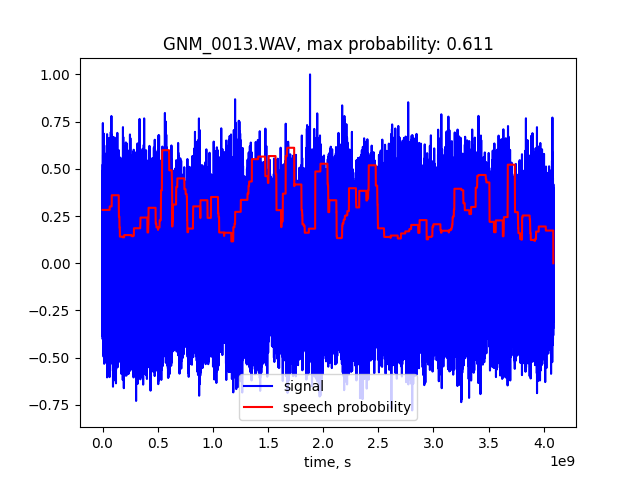 GNM_0013.WAV, max probability: 0.611
1.00
0.75
0.50
0.25
0.00
−0.25
−0.50
−0.75
signal
speech probobility
0.0 0.5 1.0 1.5 2.0 2.5 3.0 3.5 4.0
1e9
time, s